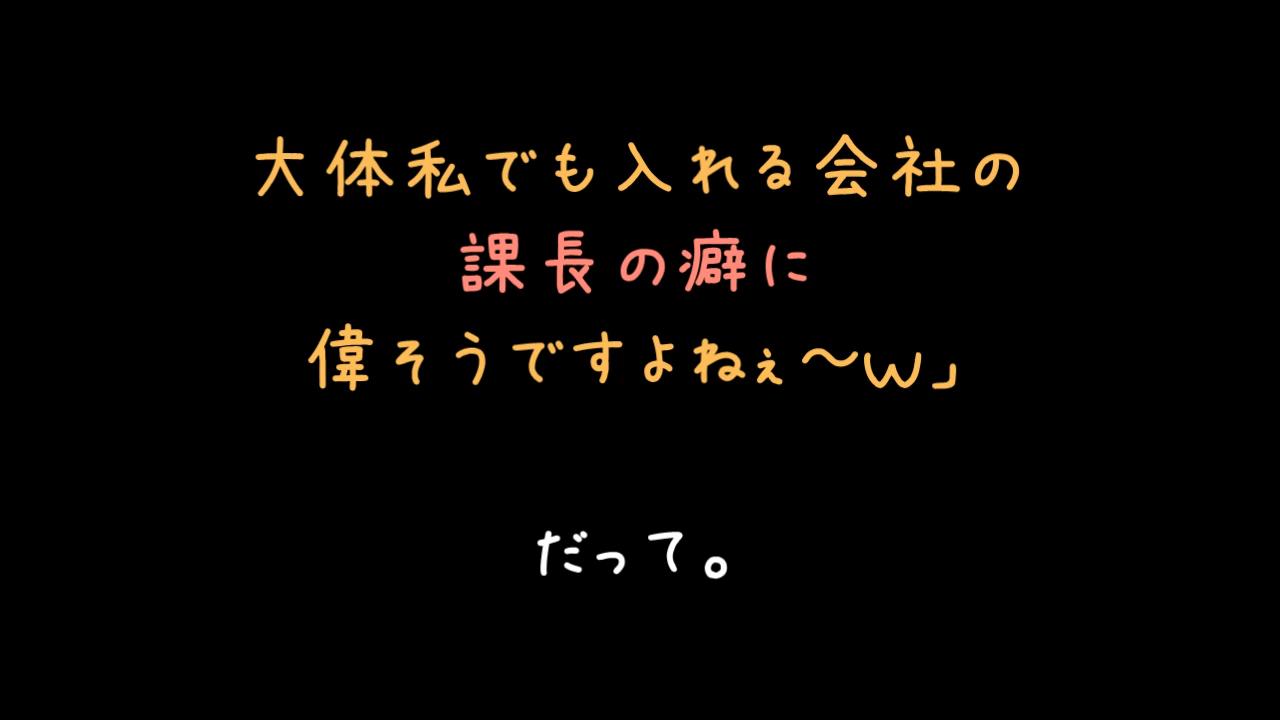 大体私でも入れる会社の
課長の癖に
偉そうですよねぇ〜w」
だって。